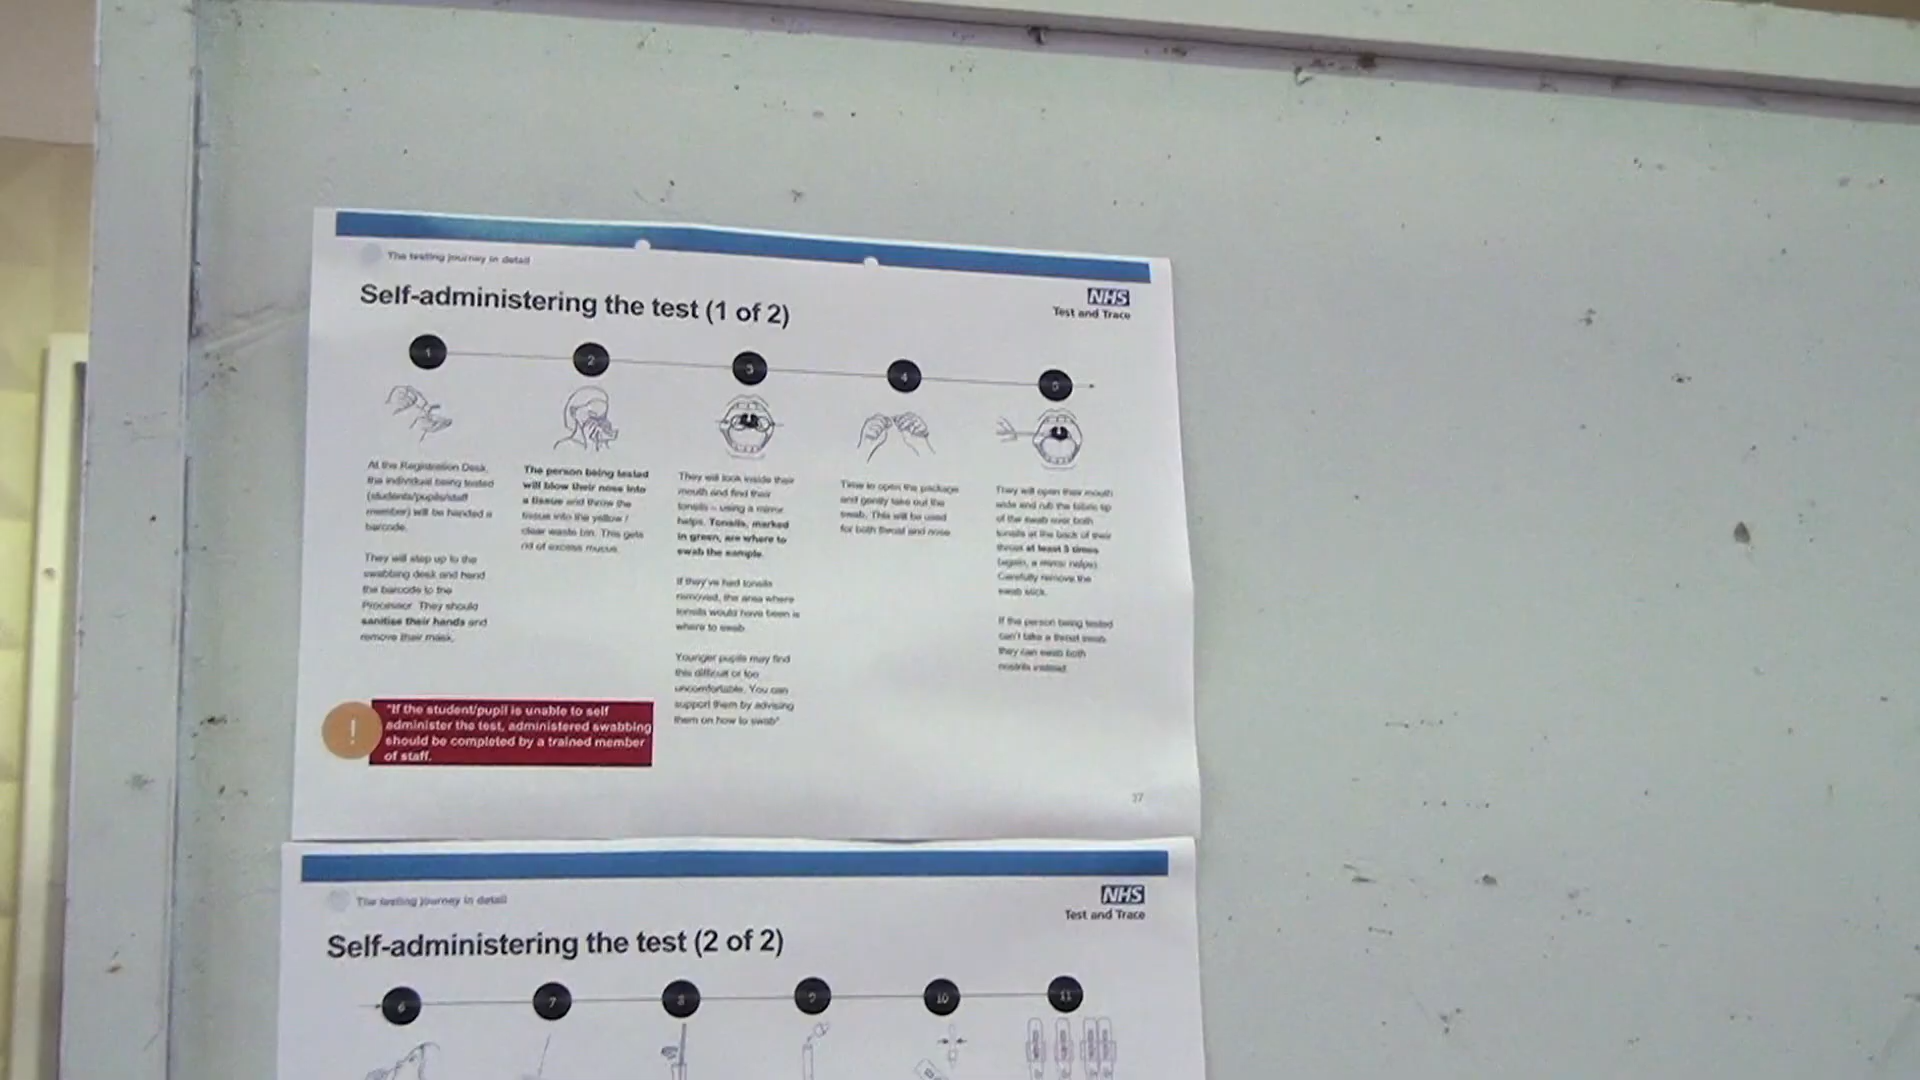 The testing journey in detail
Self-administering the test (1 of 2)
NHS
Test and Trace
1
2
3
4
5
At the Registration Desk,
the individual being tested
(students/pupils/staff
member) will be handed a
barcode.
They will step up to the
swabbing desk and hand
the barcode to the
Processor. They should
sanitise their hands and
remove their mask.
The person being tested
will blow their nose into
a tissue and throw the
tissue into the yellow /
clear waste bin. This gets
rid of excess mucus.
They will look inside their
mouth and find their
tonsils – using a mirror
helps. Tonsils, marked
in green, are where to
swab the sample.
If they've had tonsils
removed, the area where
tonsils would have been is
where to swab.
Younger pupils may find
this difficult or too
uncomfortable. You can
support them by advising
them on how to swab"
Time to open the package
and gently take out the
swab. This will be used
for both throat and nose
They will open their mouth
wide and rub the fabric tip
of the swab over both
tonsils at the back of their
throat at least 3 times
(again, a mirror helps).
Carefully remove the
swab stick.
If the person being tested
can't take a throat swab
they can swab both
nostrils instead.
!
"If the student/pupil is unable to self
administer the test, administered swabbing
should be completed by a trained member
of staff.
37
The testing journey in detail
Self-administering the test (2 of 2)
NHS
Test and Trace
6
7
8
9
10
11